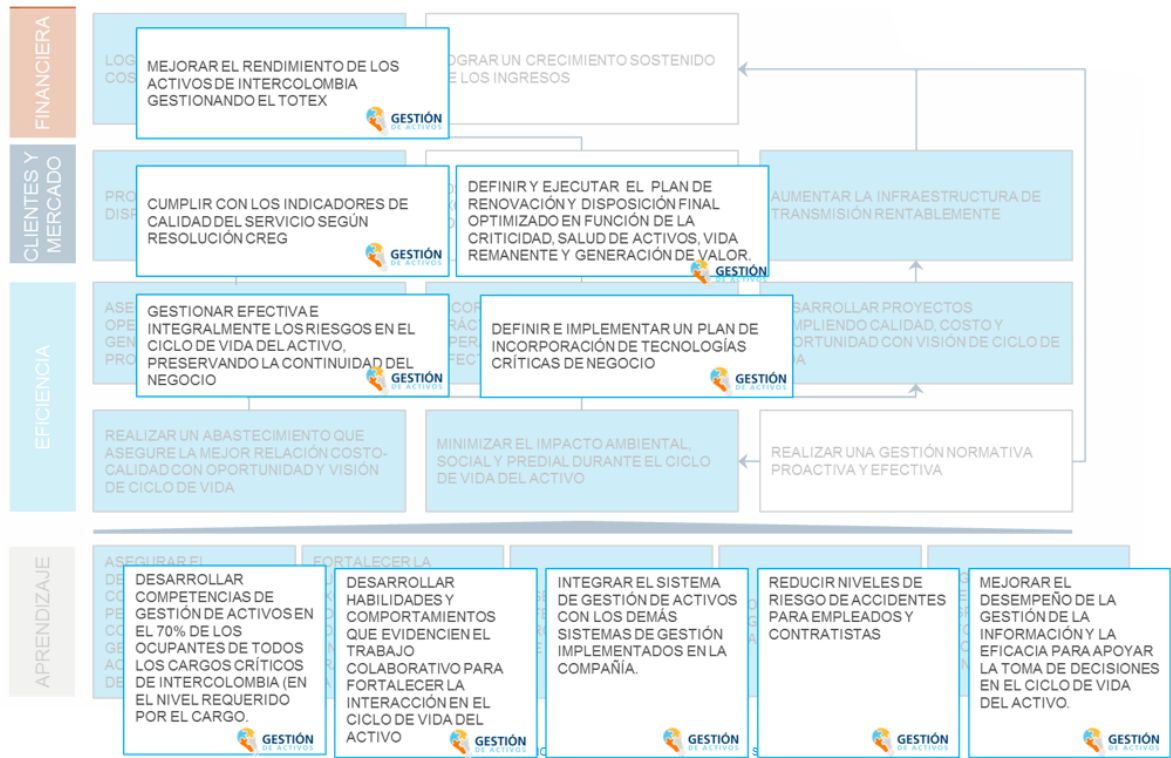 FINANCIERA
MEJORAR EL RENDIMIENTO DE LOS
ACTIVOS DE INTERCOLOMBIA
GESTIONANDO EL TOTEX
GESTIÓN
DE ACTIVOS
LOGRAR UN CRECIMIENTO SOSTENIDO
DE LOS INGRESOS
CLIENTES Y
MERCADO
CUMPLIR CON LOS INDICADORES DE
CALIDAD DEL SERVICIO SEGÚN
RESOLUCIÓN CREG
GESTIÓN
DE ACTIVOS
DEFINIR Y EJECUTAR EL PLAN DE
RENOVACIÓN Y DISPOSICIÓN FINAL
OPTIMIZADO EN FUNCIÓN DE LA
CRITICIDAD, SALUD DE ACTIVOS, VIDA
REMANENTE Y GENERACIÓN DE VALOR.
GESTIÓN
DE ACTIVOS
AUMENTAR LA INFRAESTRUCTURA DE
TRANSMISIÓN RENTABLEMENTE
EFICIENCIA
GESTIONAR EFECTIVA E
INTEGRALMENTE LOS RIESGOS EN EL
CICLO DE VIDA DEL ACTIVO,
PRESERVANDO LA CONTINUIDAD DEL
NEGOCIO
GESTIÓN
DE ACTIVOS
DEFINIR E IMPLEMENTAR UN PLAN DE
INCORPORACIÓN DE TECNOLOGÍAS
CRÍTICAS DE NEGOCIO
GESTIÓN
DE ACTIVOS
DESARROLLAR PROYECTOS
CUMPLIENDO CALIDAD, COSTO Y
OPORTUNIDAD CON VISIÓN DE CICLO DE
VIDA
REALIZAR UN ABASTECIMIENTO QUE
ASEGURE LA MEJOR RELACIÓN COSTO-
CALIDAD CON OPORTUNIDAD Y VISIÓN
DE CICLO DE VIDA
MINIMIZAR EL IMPACTO AMBIENTAL,
SOCIAL Y PREDIAL DURANTE EL CICLO
DE VIDA DEL ACTIVO
REALIZAR UNA GESTIÓN NORMATIVA
PROACTIVA Y EFECTIVA
APRENDIZAJE
ASEGURAR EL
DESARROLLAR
COMPETENCIAS DE
GESTIÓN DE ACTIVOS EN
EL 70% DE LOS
OCUPANTES DE TODOS
LOS CARGOS CRÍTICOS
DE INTERCOLOMBIA (EN
EL NIVEL REQUERIDO
POR EL CARGO.
GESTIÓN
DE ACTIVOS
FORTALECER LA
DESARROLLAR
HABILIDADES Y
COMPORTAMIENTOS
QUE EVIDENCIEN EL
TRABAJO
COLABORATIVO PARA
FORTALECER LA
INTERACCIÓN EN EL
CICLO DE VIDA DEL
ACTIVO
GESTIÓN
DE ACTIVOS
INTEGRAR EL SISTEMA
DE GESTIÓN DE ACTIVOS
CON LOS DEMÁS
SISTEMAS DE GESTIÓN
IMPLEMENTADOS EN LA
COMPAÑÍA.
GESTIÓN
DE ACTIVOS
REDUCIR NIVELES DE
RIESGO DE ACCIDENTES
PARA EMPLEADOS Y
CONTRATISTAS
GESTIÓN
DE ACTIVOS
MEJORAR EL
DESEMPEÑO DE LA
GESTIÓN DE LA
INFORMACIÓN Y LA
EFICACIA PARA APOYAR
LA TOMA DE DECISIONES
EN EL CICLO DE VIDA
DEL ACTIVO.
GESTIÓN
DE ACTIVOS